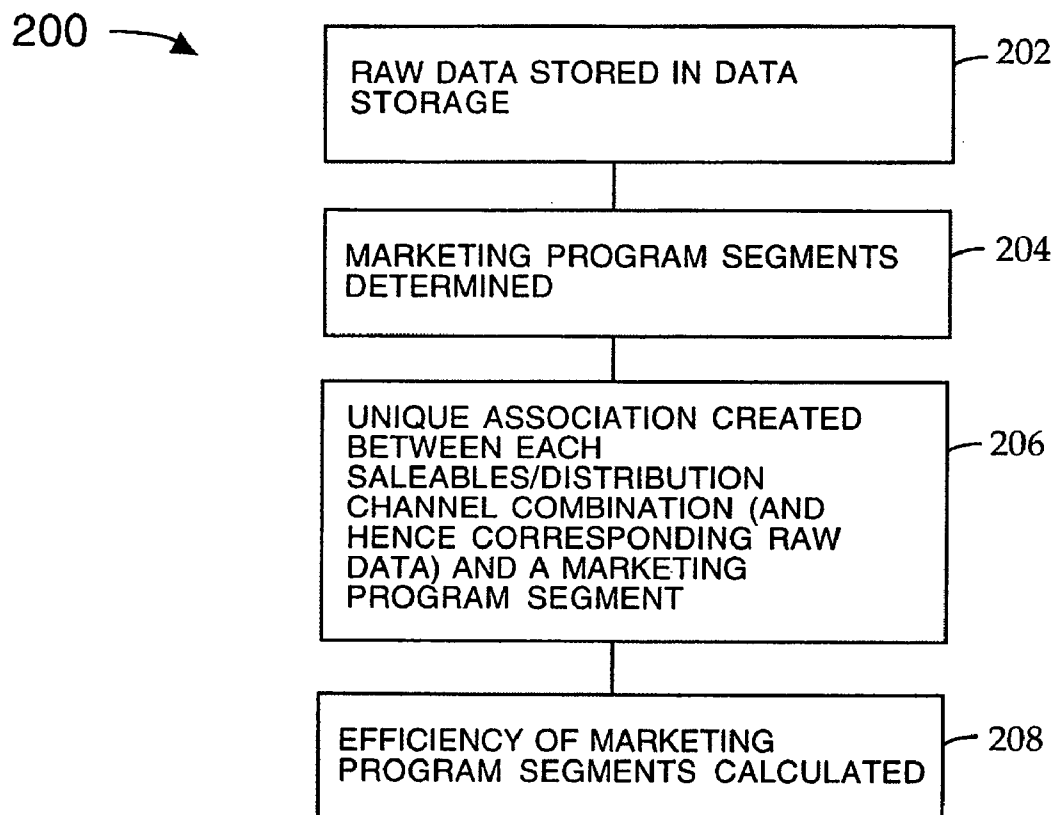 200
RAW DATA STORED IN DATA
STORAGE
202
MARKETING PROGRAM SEGMENTS
DETERMINED
204
UNIQUE ASSOCIATION CREATED
BETWEEN EACH
SALEABLES/DISTRIBUTION
CHANNEL COMBINATION (AND
HENCE CORRESPONDING RAW
DATA) AND A MARKETING
PROGRAM SEGMENT
206
EFFICIENCY OF MARKETING
PROGRAM SEGMENTS CALCULATED
208